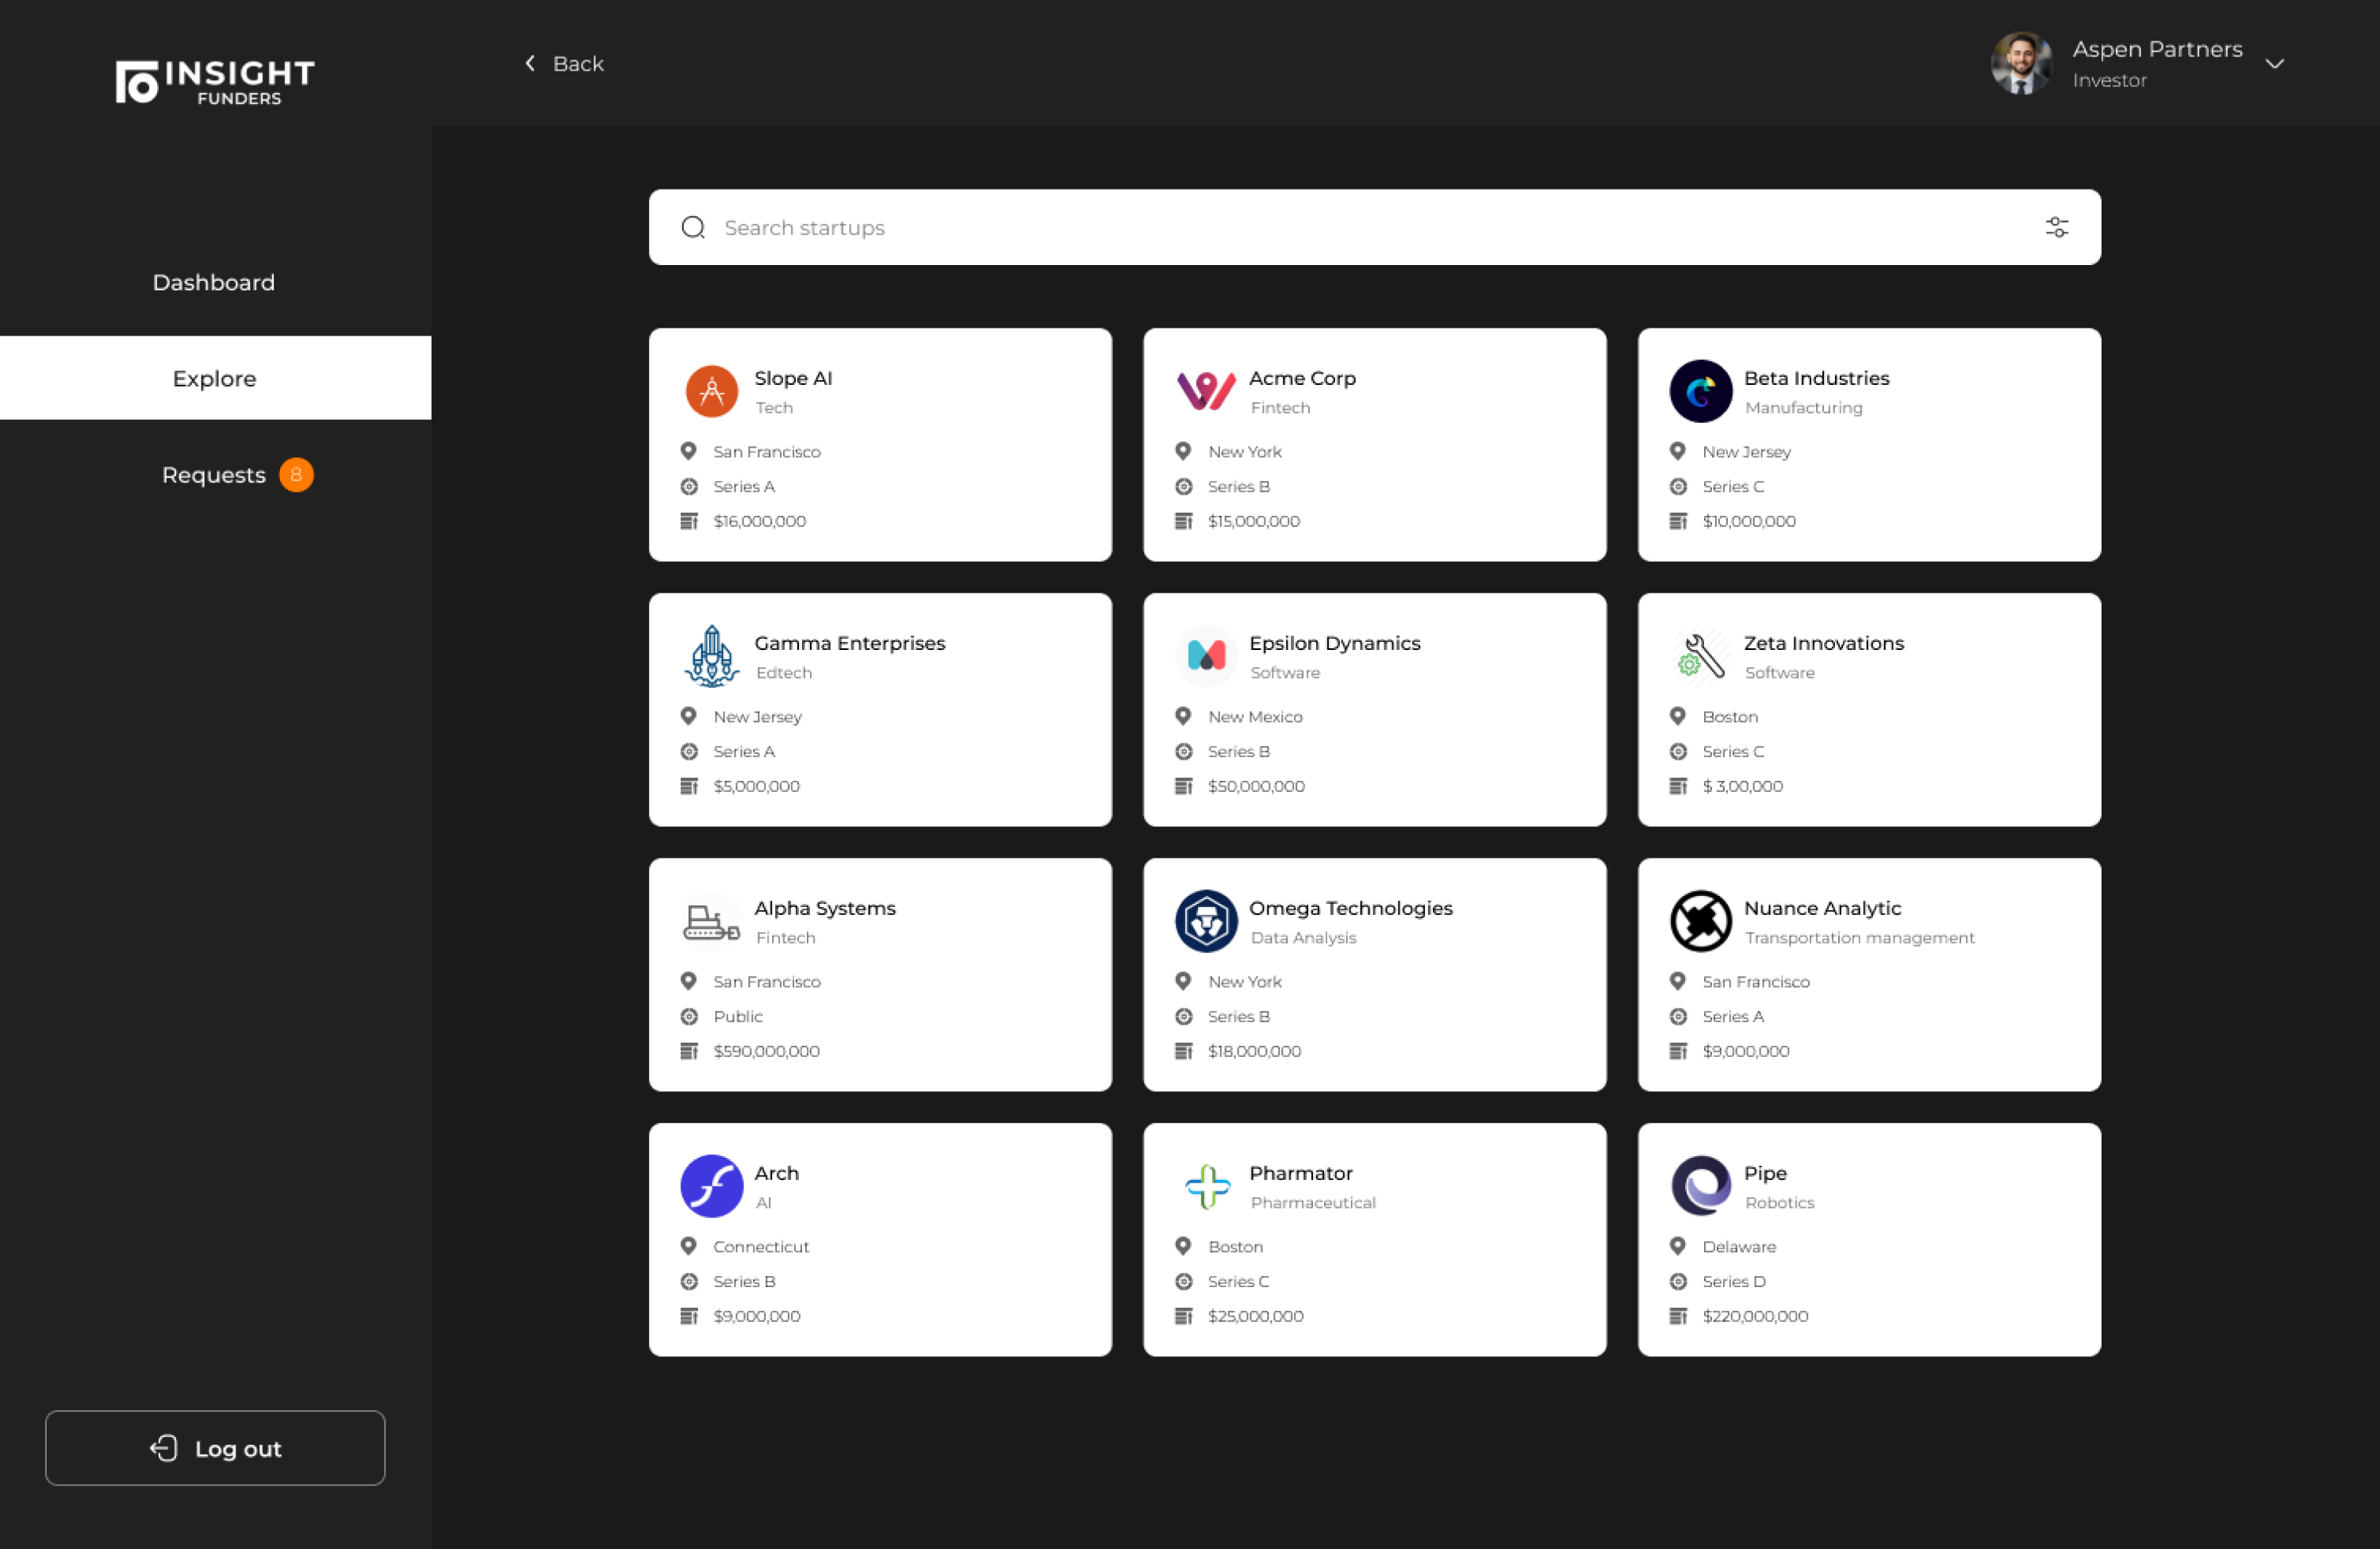 INSIGHT
FUNDERS
Back
Aspen Partners
Investor
Dashboard
Explore
Requests 8
Log out
Search startups
Slope AI
Tech
San Francisco
Series A
$16,000,000
Acme Corp
Fintech
New York
Series B
$15,000,000
Beta Industries
Manufacturing
New Jersey
Series C
$10,000,000
Gamma Enterprises
Edtech
New Jersey
Series A
$5,000,000
Epsilon Dynamics
Software
New Mexico
Series B
$50,000,000
Zeta Innovations
Software
Boston
Series C
$ 3,00,000
Alpha Systems
Fintech
San Francisco
Public
$590,000,000
Omega Technologies
Data Analysis
New York
Series B
$18,000,000
Nuance Analytic
Transportation management
San Francisco
Series A
$9,000,000
Arch
AI
Connecticut
Series B
$9,000,000
Pharmator
Pharmaceutical
Boston
Series C
$25,000,000
Pipe
Robotics
Delaware
Series D
$220,000,000